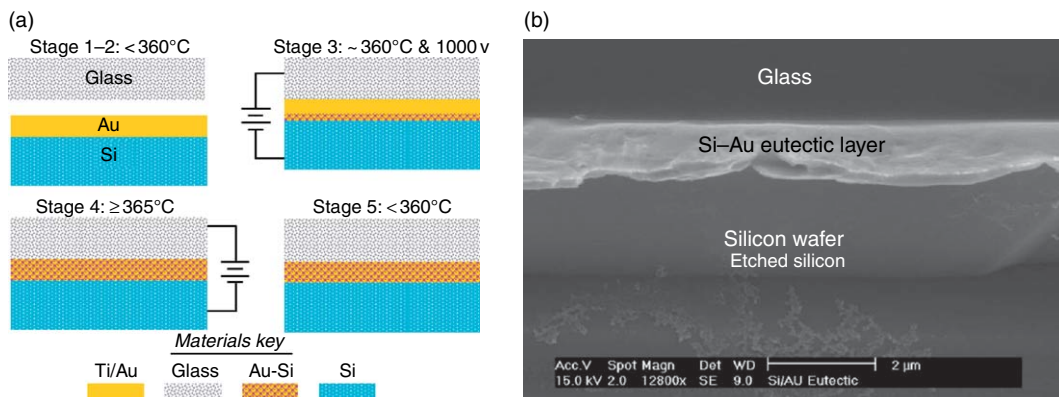 (a)
Stage 1–2: < 360°C
Stage 3: ~ 360°C & 1000 v
Glass
Au
Si
Stage 4: ≥ 365°C
Stage 5: < 360°C
Materials key
Ti/Au Glass Au-Si Si
(b)
Glass
Si–Au eutectic layer
Silicon wafer
Etched silicon
Acc.V Spot Magn Det WD 2 μm
15.0 kV 2.0 12800x SE 9.0 Si/AU Eutectic